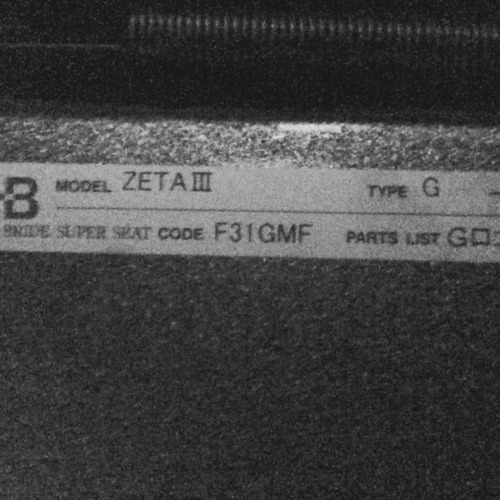 B MODEL ZETA III TYPE G
BRIDE SUPER SEAT CODE F31GMF PARTS LIST G